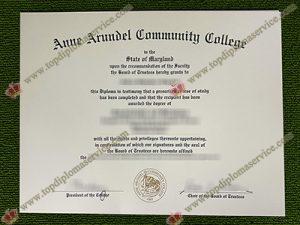 Anne Arundel Community College
in the
State of Maryland
upon the recommendation of the Faculty
the Board of Trustees hereby grants to
this Diploma in testimony that a prescribed course of study
has been completed and that the recipient has been
awarded the degree of
with all the rights and privileges thereunto appertaining,
in confirmation of which our signatures and the seal of
the Board of Trustees are hereunto affixed
President of the College
Chair of the Board of Trustees
www.topdiplomaservice.com
www.topdiplomaservice.com
www.topdiplomaservice.com